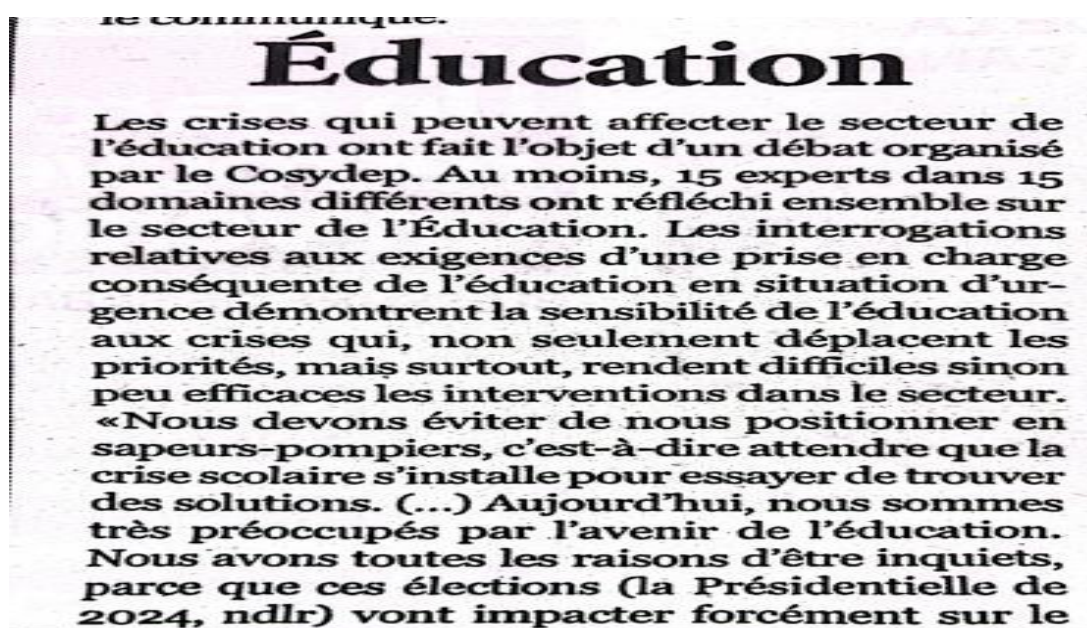 le communiqué.
Éducation
Les crises qui peuvent affecter le secteur de
l'éducation ont fait l'objet d'un débat organisé
par le Cosydep. Au moins, 15 experts dans 15
domaines différents ont réfléchi ensemble sur
le secteur de l'Éducation. Les interrogations
relatives aux exigences d'une prise en charge
conséquente de l'éducation en situation d'ur-
gence démontrent la sensibilité de l'éducation
aux crises qui, non seulement déplacent les
priorités, mais surtout, rendent difficiles sinon
peu efficaces les interventions dans le secteur.
«Nous devons éviter de nous positionner en
sapeurs-pompiers, c'est-à-dire attendre que la
crise scolaire s'installe pour essayer de trouver
des solutions. (...) Aujourd'hui, nous sommes
très préoccupés par l'avenir de l'éducation.
Nous avons toutes les raisons d'être inquiets,
parce que ces élections (la Présidentielle de
2024, ndlr) vont impacter forcément sur le